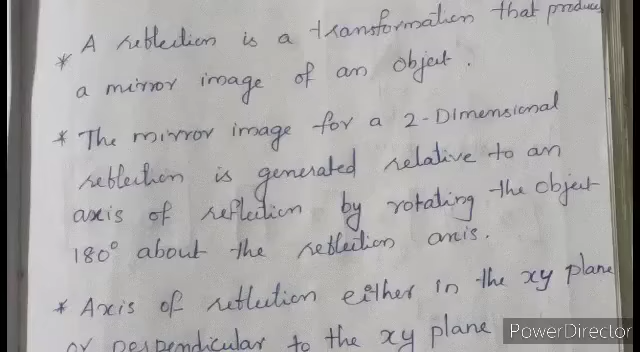 * A reflection is a transformation that produces
a mirror image of an object.
* The mirror image for a 2-Dimensional
reflection is generated relative to an
axis of reflection by rotating the object
180° about the reflection axis.
* Axis of reflection either in the xy plane
or perpendicular to the xy plane
PowerDirector